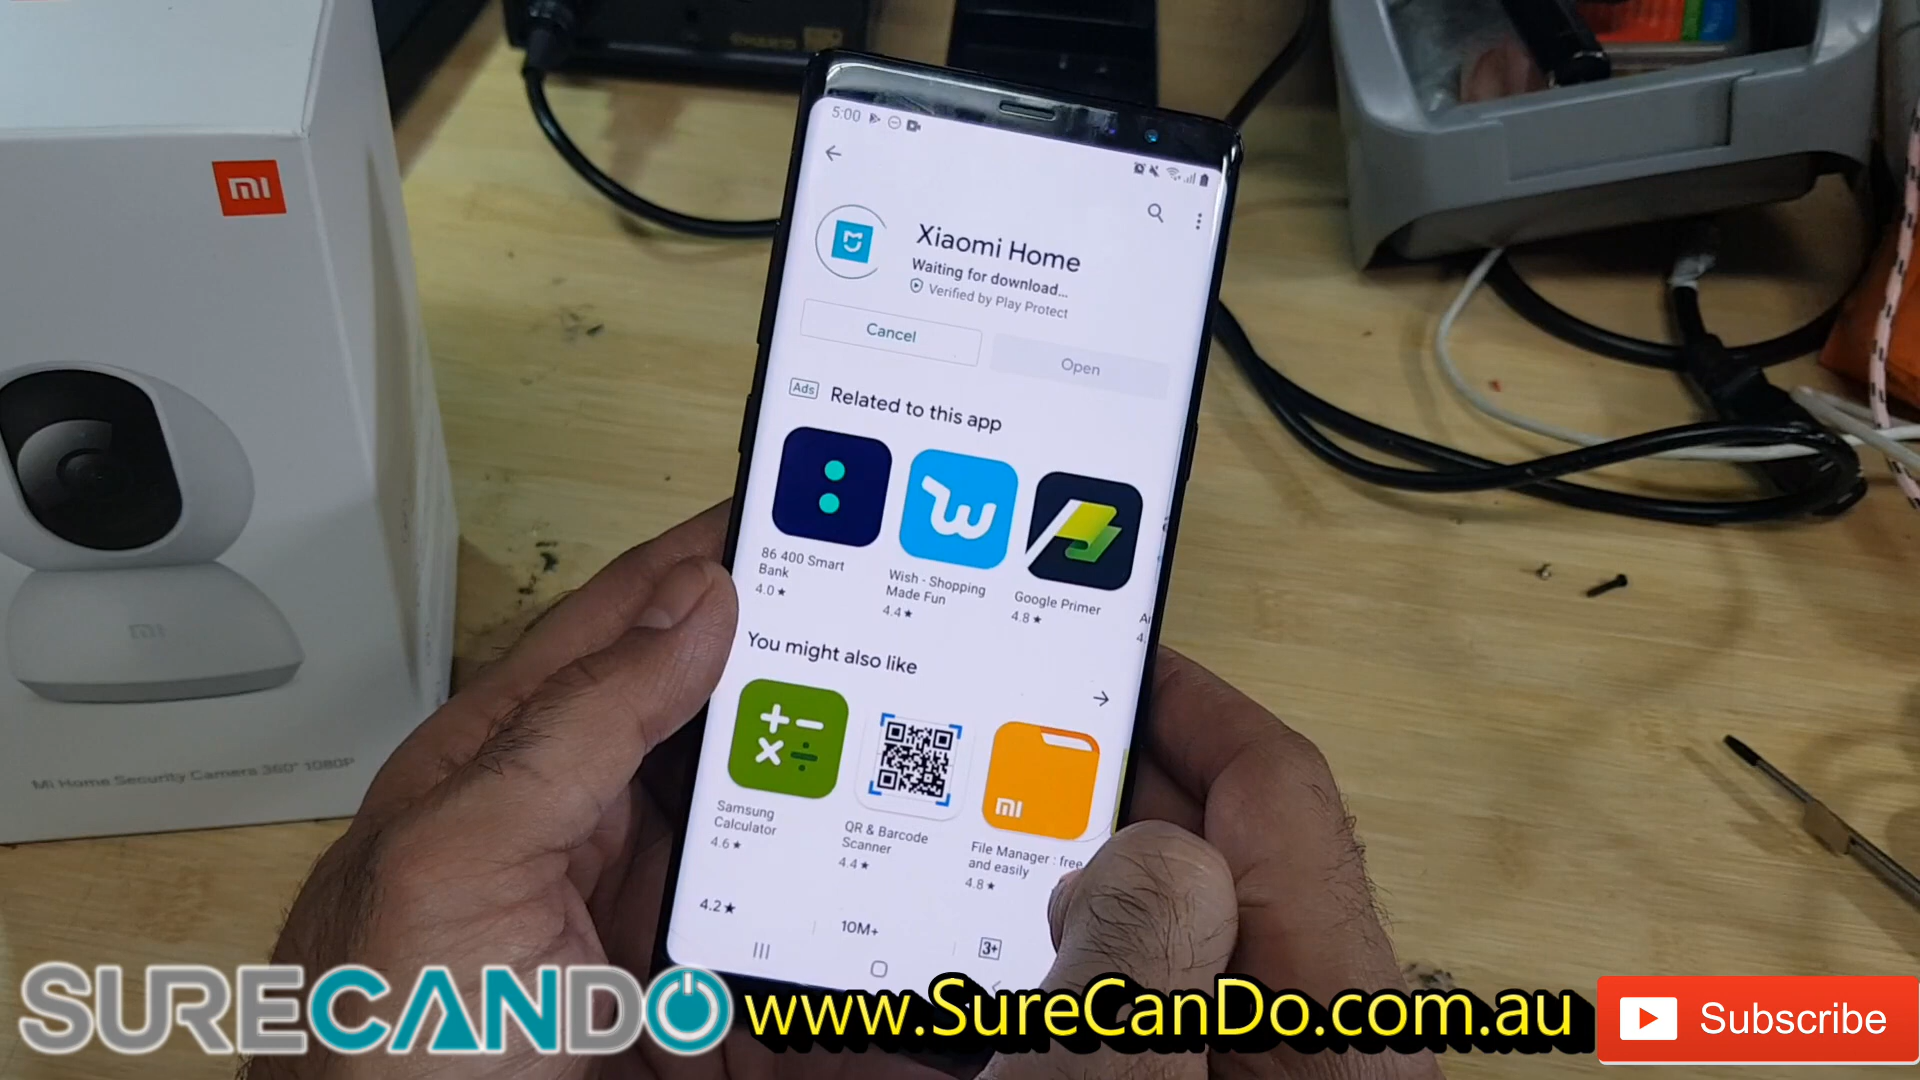 5:00
mi
Xiaomi Home
Waiting for download...
Verified by Play Protect
Cancel
Open
Ads Related to this app
86 400 Smart
Bank
4.0★
Wish - Shopping
Made Fun
4.4★
Google Primer
4.8★
You might also like
Samsung
Calculator
4.6★
QR & Barcode
Scanner
4.4★
mi
File Manager : free
and easily
4.8★
4.2★
10M+
3+
mi
Mi Home Security Camera 360° 1080P
SURECANDO
www.SureCanDo.com.au
Subscribe